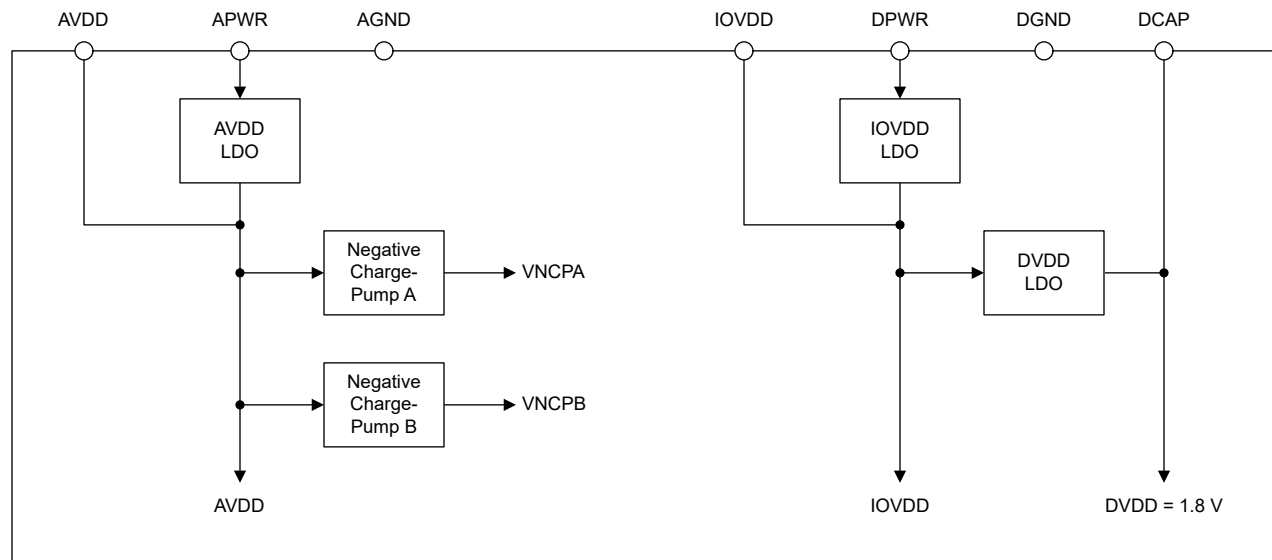 AVDD APWR AGND IOVDD DPWR DGND DCAP
AVDD
LDO
IOVDD
LDO
Negative
Charge-
Pump A
VNCPA
DVDD
LDO
Negative
Charge-
Pump B
VNCPB
AVDD
IOVDD
DVDD = 1.8 V